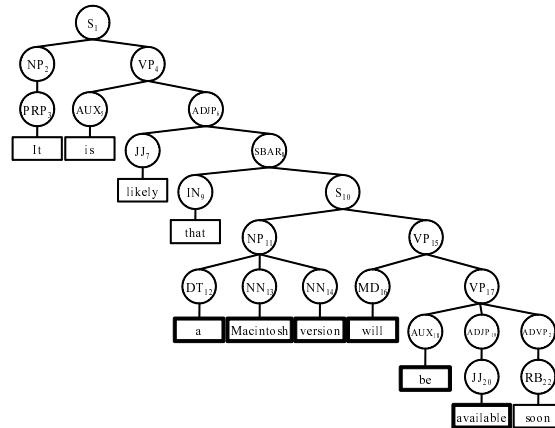 S1
NP2 VP4
PRP3 AUX5 ADJP6
It is JJ7 SBAR8
likely IN9 S10
that NP11 VP15
DT12 NN13 NN14 MD16 VP17
a Macintosh version will AUX18 ADJP19 ADVP2
be JJ20 RB22
available soon